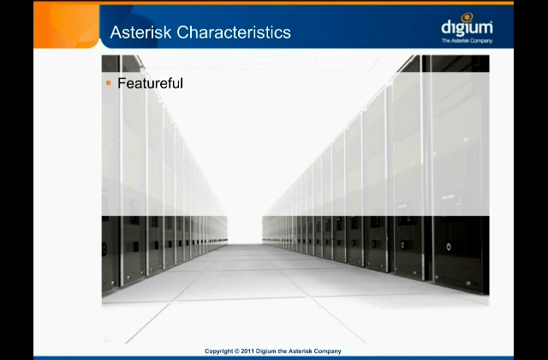 Asterisk Characteristics
digium
The Asterisk Company
Featureful
Copyright © 2011 Digium the Asterisk Company